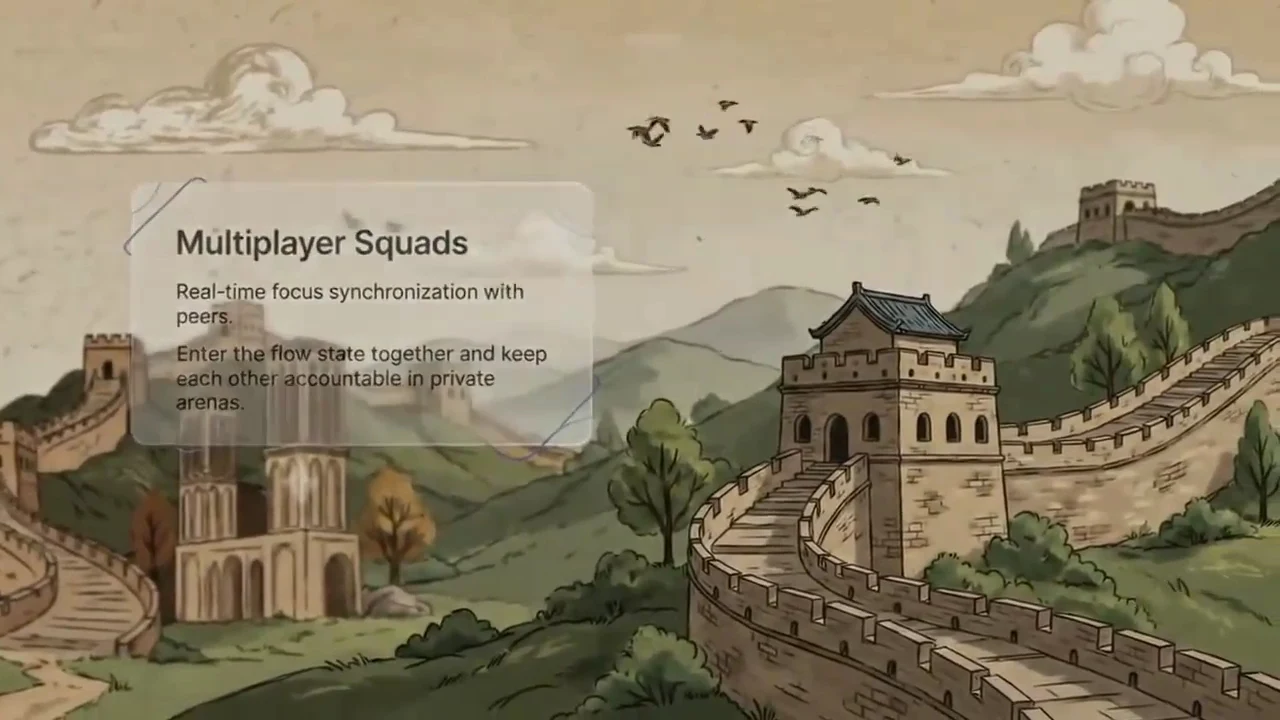 Multiplayer Squads
Real-time focus synchronization with
peers.
Enter the flow state together and keep
each other accountable in private
arenas.